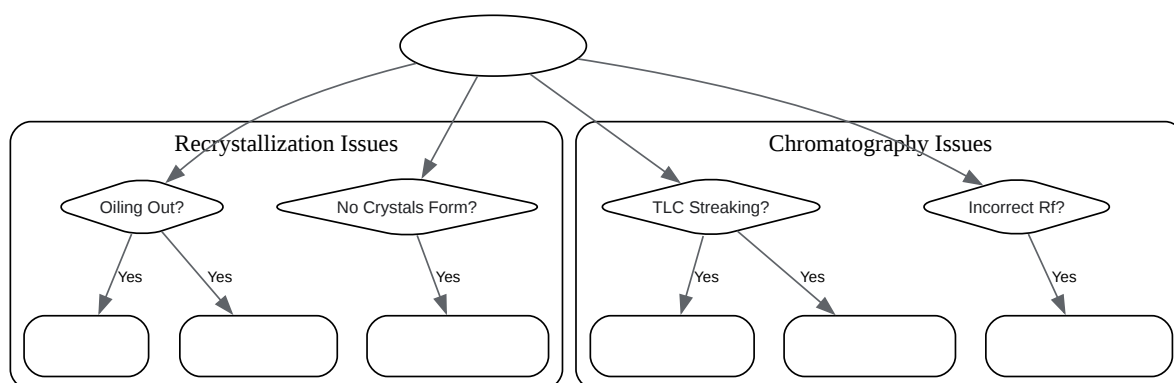 Recrystallization Issues
Chromatography Issues
Oiling Out?
No Crystals Form?
TLC Streaking?
Incorrect Rf?
Yes
Yes
Yes
Yes
Yes
Yes